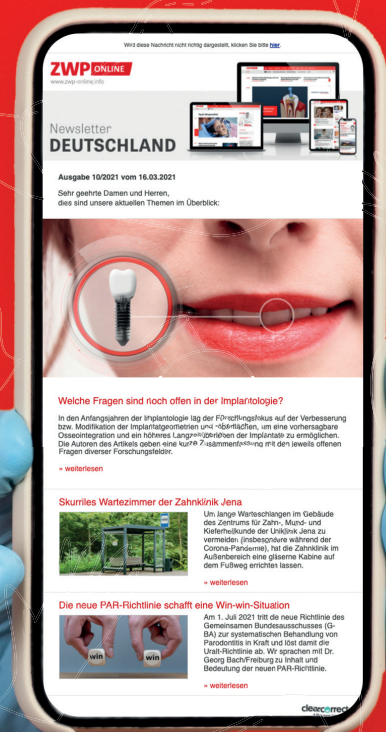 Wird diese Nachricht nicht richtig dargestellt, klicken Sie bitte hier.
ZWP ONLINE
www.zwp-online.info
Newsletter
DEUTSCHLAND
Ausgabe 10/2021 vom 16.03.2021
Sehr geehrte Damen und Herren,
dies sind unsere aktuellen Themen im Überblick:
Welche Fragen sind noch offen in der Implantologie?
In den Anfangsjahren der Implantologie lag der Forschungsfokus auf der Verbesserung
bzw. Modifikation der Implantatgeometrien und -oberflächen, um eine vorhersagbare
Osseointegration und ein höheres Langzeitüberleben der Implantate zu ermöglichen.
Die Autoren des Artikels geben eine kurze Zusammenfassung mit den jeweils offenen
Fragen diverser Forschungsfelder.
» weiterlesen
Skurriles Wartezimmer der Zahnklinik Jena
Um lange Warteschlangen im Gebäude
des Zentrums für Zahn-, Mund- und
Kieferheilkunde der Uniklinik Jena zu
vermeiden (insbesondere während der
Corona-Pandemie), hat die Zahnklinik im
Außenbereich eine gläserne Kabine auf
dem Fußweg errichten lassen.
» weiterlesen
Die neue PAR-Richtlinie schafft eine Win-win-Situation
win
win
Am 1. Juli 2021 tritt die neue Richtlinie des
Gemeinsamen Bundesausschusses (G-
BA) zur systematischen Behandlung von
Parodontitis in Kraft und löst damit die
Uralt-Richtlinie ab. Wir sprachen mit Dr.
Georg Bach/Freiburg zu Inhalt und
Bedeutung der neuen PAR-Richtlinie.
» weiterlesen
clearcorrect